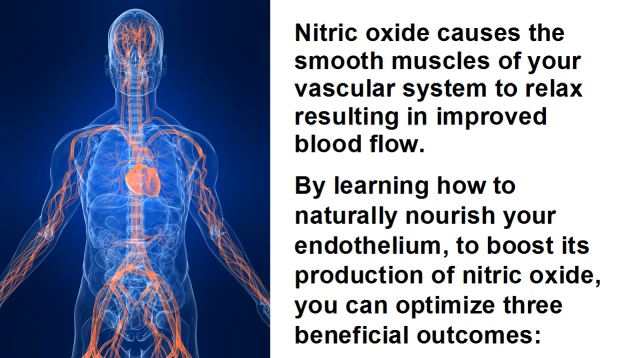 Nitric oxide causes the
smooth muscles of your
vascular system to relax
resulting in improved
blood flow.
By learning how to
naturally nourish your
endothelium, to boost its
production of nitric oxide,
you can optimize three
beneficial outcomes: